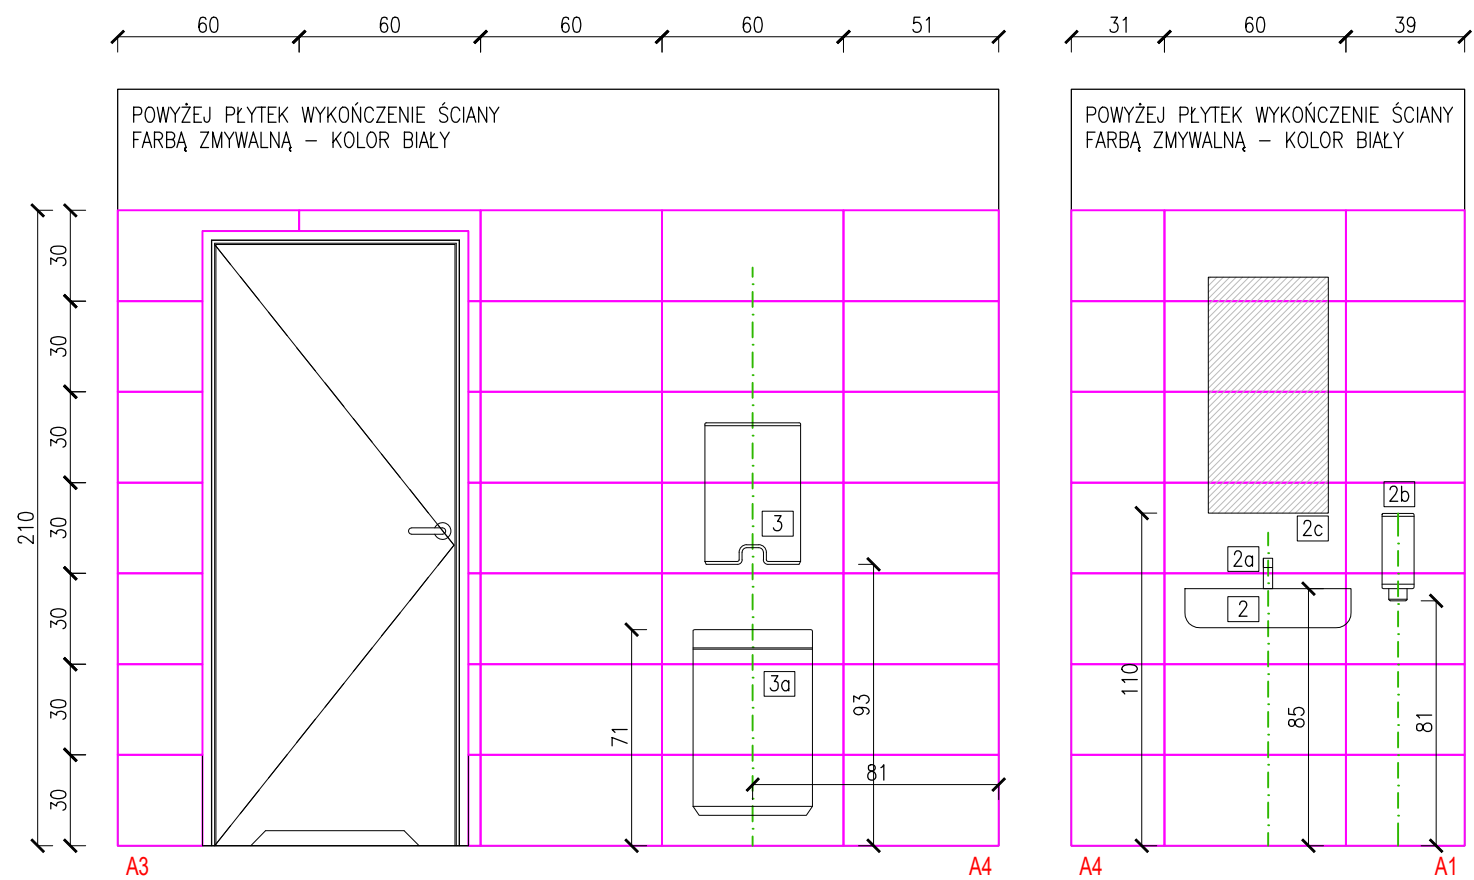 60 60 60 60 51
31 60 39
POWYŻEJ PŁYTEK WYKOŃCZENIE ŚCIANY
FARBĄ ZMYWALNĄ – KOLOR BIAŁY
POWYŻEJ PŁYTEK WYKOŃCZENIE ŚCIANY
FARBĄ ZMYWALNĄ – KOLOR BIAŁY
210
30
30
30
30
30
30
30
3
3a
71
93
81
A3
A4
2b
2c
2a
2
110
85
81
A4
A1